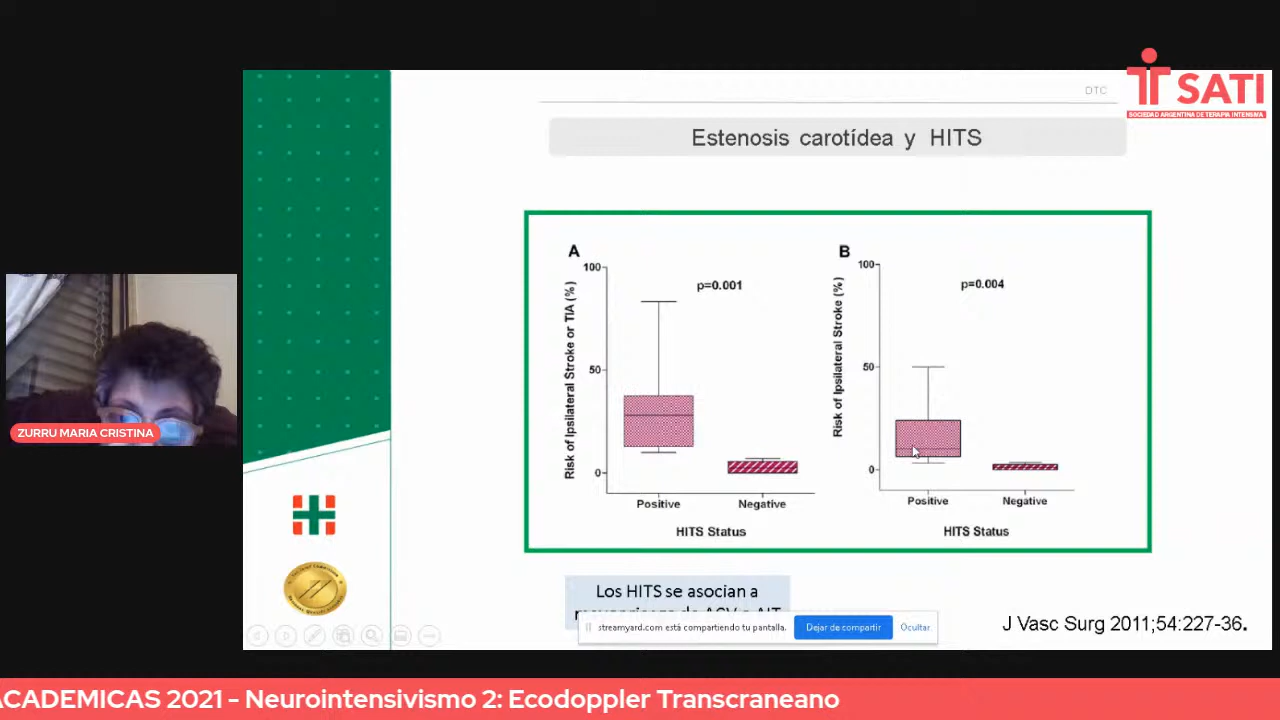 SATI
SOCIEDAD ARGENTINA DE TERAPIA INTENSIVA
DTC
Estenosis carotídea y HITS
A
Risk of Ipsilateral Stroke or TIA (%)
100
50
0
p=0.001
Positive
Negative
HITS Status
B
Risk of Ipsilateral Stroke (%)
100
50
0
p=0.004
Positive
Negative
HITS Status
ZURRU MARIA CRISTINA
Los HITS se asocian a
streamyard.com está compartiendo tu pantalla.
Dejar de compartir
Ocultar
J Vasc Surg 2011;54:227-36.
ACADEMICAS 2021 - Neurointensivismo 2: Ecodoppler Transcraneano